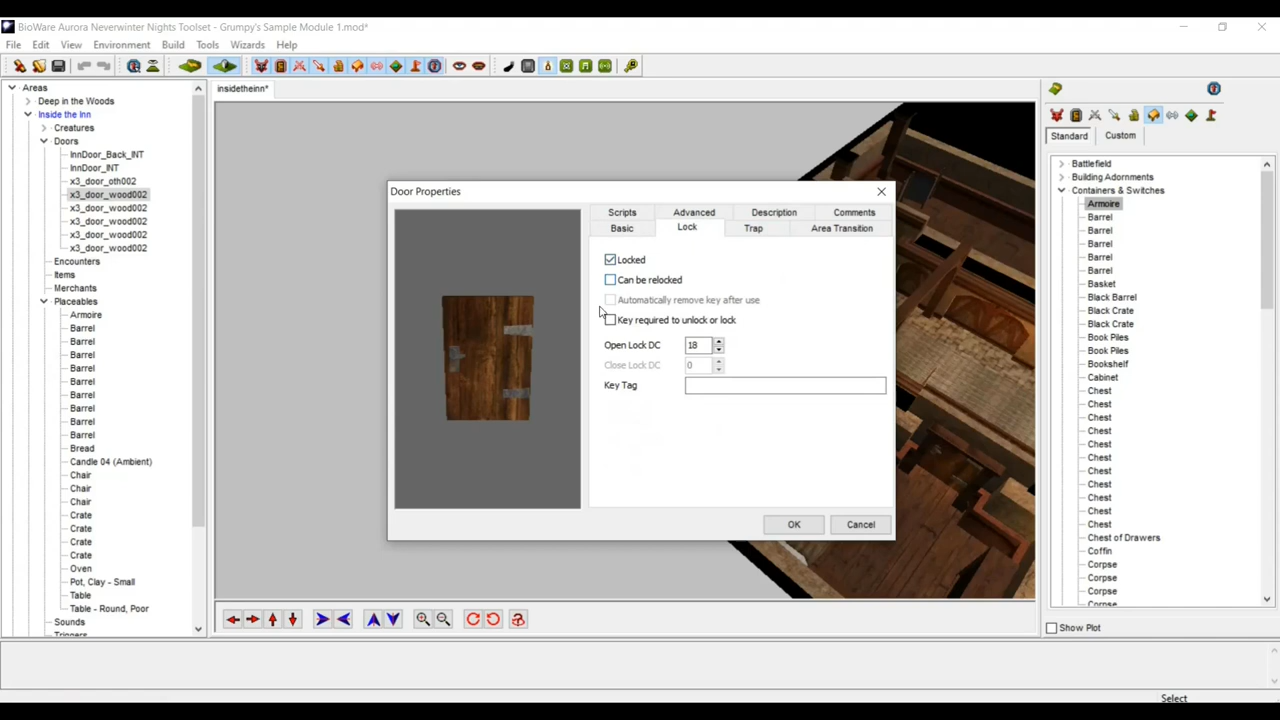 BioWare Aurora Neverwinter Nights Toolset - Grumpy's Sample Module 1.mod*
File Edit View Environment Build Tools Wizards Help
Areas
Deep in the Woods
Inside the Inn
Creatures
Doors
InnDoor_Back_INT
InnDoor_INT
x3_door_oth002
x3_door_wood002
x3_door_wood002
x3_door_wood002
x3_door_wood002
x3_door_wood002
Encounters
Items
Merchants
Placeables
Armoire
Barrel
Barrel
Barrel
Barrel
Barrel
Barrel
Barrel
Barrel
Barrel
Bread
Candle 04 (Ambient)
Chair
Chair
Chair
Crate
Crate
Crate
Crate
Oven
Pot, Clay - Small
Table
Table - Round, Poor
Sounds
Triggers
insidetheinn*
Door Properties
Scripts Advanced Description Comments
Basic Lock Trap Area Transition
Locked
Can be relocked
Automatically remove key after use
Key required to unlock or lock
Open Lock DC 18
Close Lock DC 0
Key Tag
OK Cancel
Standard Custom
Battlefield
Building Adornments
Containers & Switches
Armoire
Barrel
Barrel
Barrel
Barrel
Barrel
Basket
Black Barrel
Black Crate
Black Crate
Book Piles
Book Piles
Bookshelf
Cabinet
Chest
Chest
Chest
Chest
Chest
Chest
Chest
Chest
Chest
Chest
Chest
Chest of Drawers
Coffin
Corpse
Corpse
Corpse
Corpse
Show Plot
Select